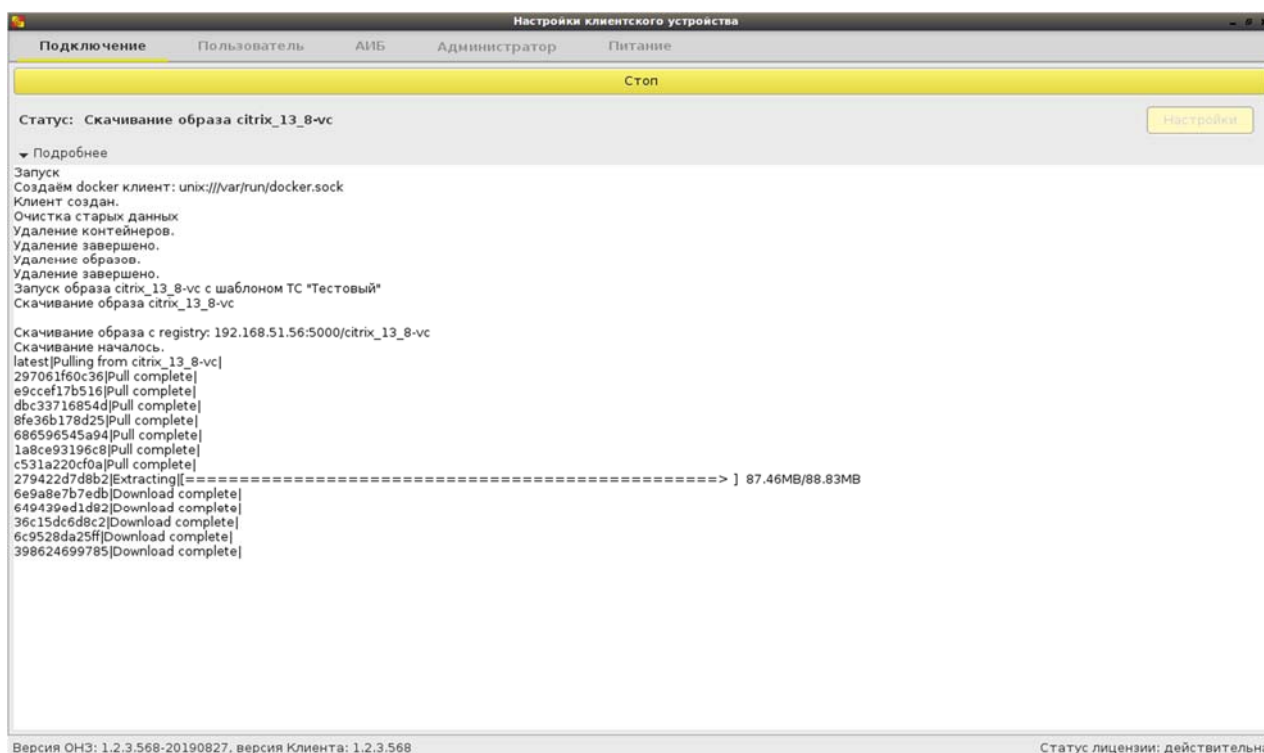 Настройки клиентского устройства
Подключение Пользователь АИБ Администратор Питание
Стоп
Статус: Скачивание образа citrix_13_8-vc
Настройки
Подробнее
Запуск
Создаём docker клиент: unix:///var/run/docker.sock
Клиент создан.
Очистка старых данных
Удаление контейнеров.
Удаление завершено.
Удаление образов.
Удаление завершено.
Запуск образа citrix_13_8-vc с шаблоном ТС "Тестовый"
Скачивание образа citrix_13_8-vc
Скачивание образа с registry: 192.168.51.56:5000/citrix_13_8-vc
Скачивание началось.
latest|Pulling from citrix_13_8-vc|
297061f60c36|Pull complete|
e9ccef17b516|Pull complete|
dbc33716854d|Pull complete|
8fe36b178d25|Pull complete|
686596545a94|Pull complete|
1a8ce93196c8|Pull complete|
c531a220cf0a|Pull complete|
279422d7d8b2|Extracting|[=================================================> ] 87.46MB/88.83MB
6e9a8e7b7edb|Download complete|
649439ed1d82|Download complete|
36c15dc6d8c2|Download complete|
6c9528da25ff|Download complete|
398624699785|Download complete|
Версия ОНЗ: 1.2.3.568-20190827, версия Клиента: 1.2.3.568
Статус лицензии: действительна